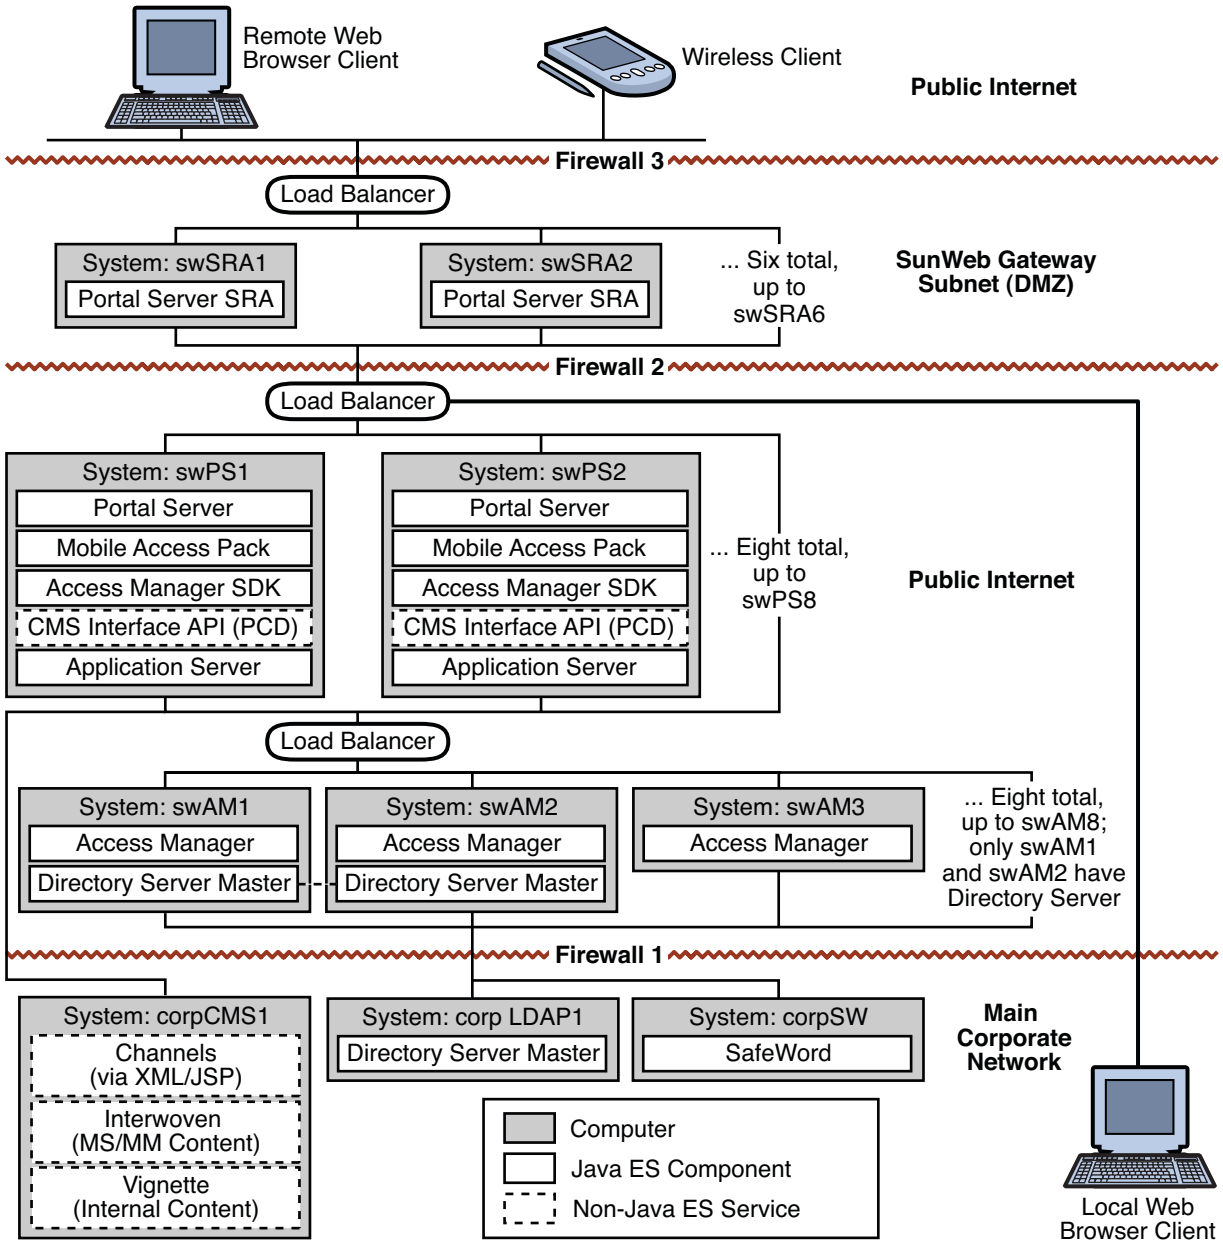 Remote Web
Browser Client
Wireless Client
Public Internet
Firewall 3
Load Balancer
System: swSRA1
Portal Server SRA
System: swSRA2
Portal Server SRA
... Six total,
up to
swSRA6
SunWeb Gateway
Subnet (DMZ)
Firewall 2
Load Balancer
System: swPS1
Portal Server
Mobile Access Pack
Access Manager SDK
CMS Interface API (PCD)
Application Server
System: swPS2
Portal Server
Mobile Access Pack
Access Manager SDK
CMS Interface API (PCD)
Application Server
... Eight total,
up to
swPS8
Public Internet
Load Balancer
System: swAM1
Access Manager
Directory Server Master
System: swAM2
Access Manager
Directory Server Master
System: swAM3
Access Manager
... Eight total,
up to swAM8;
only swAM1
and swAM2 have
Directory Server
Firewall 1
System: corpCMS1
Channels
(via XML/JSP)
Interwoven
(MS/MM Content)
Vignette
(Internal Content)
System: corp LDAP1
Directory Server Master
System: corpSW
SafeWord
Main
Corporate
Network
Computer
Java ES Component
Non-Java ES Service
Local Web
Browser Client